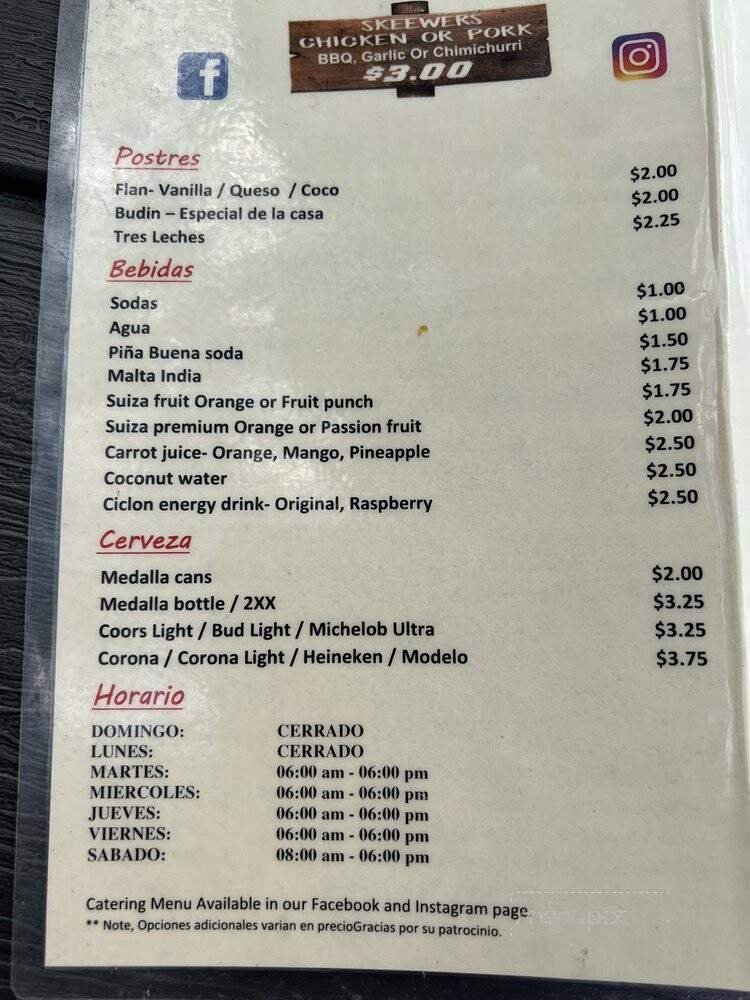 SKEEWERS
CHICKEN OR PORK
BBQ, Garlic Or Chimichurri
$3.00
Postres
Flan- Vanilla / Queso / Coco $2.00
Budin – Especial de la casa $2.00
Tres Leches $2.25
Bebidas
Sodas $1.00
Agua $1.00
Piña Buena soda $1.50
Malta India $1.75
Suiza fruit Orange or Fruit punch $1.75
Suiza premium Orange or Passion fruit $2.00
Carrot juice- Orange, Mango, Pineapple $2.50
Coconut water $2.50
Ciclon energy drink- Original, Raspberry $2.50
Cerveza
Medalla cans $2.00
Medalla bottle / 2XX $3.25
Coors Light / Bud Light / Michelob Ultra $3.25
Corona / Corona Light / Heineken / Modelo $3.75
Horario
DOMINGO: CERRADO
LUNES: CERRADO
MARTES: 06:00 am - 06:00 pm
MIERCOLES: 06:00 am - 06:00 pm
JUEVES: 06:00 am - 06:00 pm
VIERNES: 06:00 am - 06:00 pm
SABADO: 08:00 am - 06:00 pm
Catering Menu Available in our Facebook and Instagram page.
** Note, Opciones adicionales varian en precioGracias por su patrocinio.